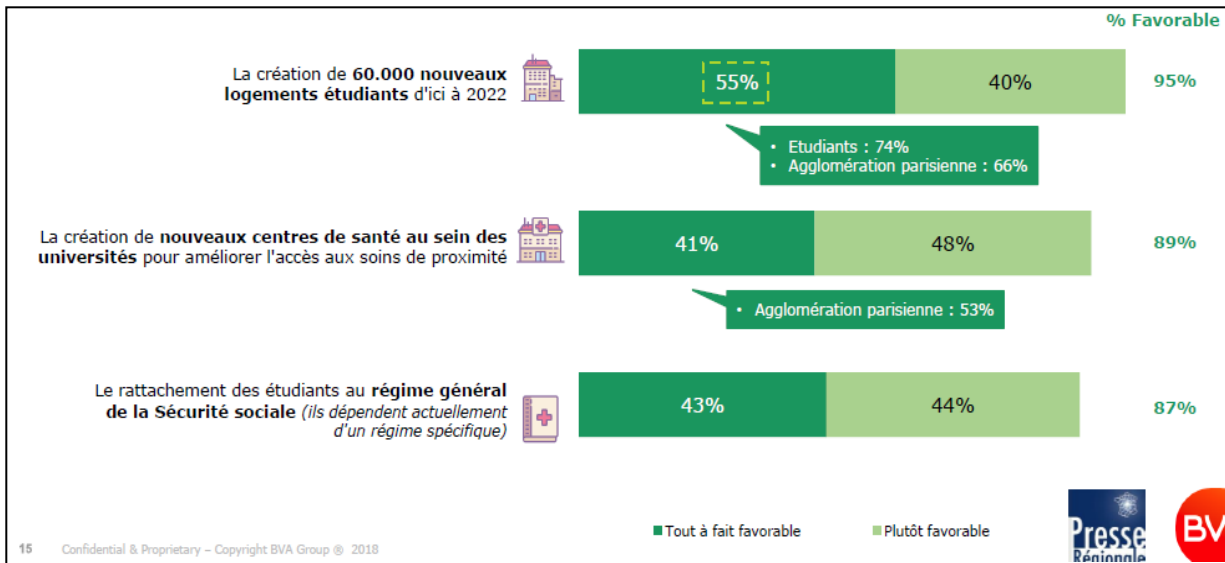 % Favorable
La création de 60.000 nouveaux
logements étudiants d'ici à 2022
55%
40%
95%
• Etudiants : 74%
• Agglomération parisienne : 66%
La création de nouveaux centres de santé au sein des
universités pour améliorer l'accès aux soins de proximité
41%
48%
89%
• Agglomération parisienne : 53%
Le rattachement des étudiants au régime général
de la Sécurité sociale (ils dépendent actuellement
d'un régime spécifique)
43%
44%
87%
Tout à fait favorable
Plutôt favorable
Presse
Régionale
BV
15 Confidential & Proprietary – Copyright BVA Group ® 2018